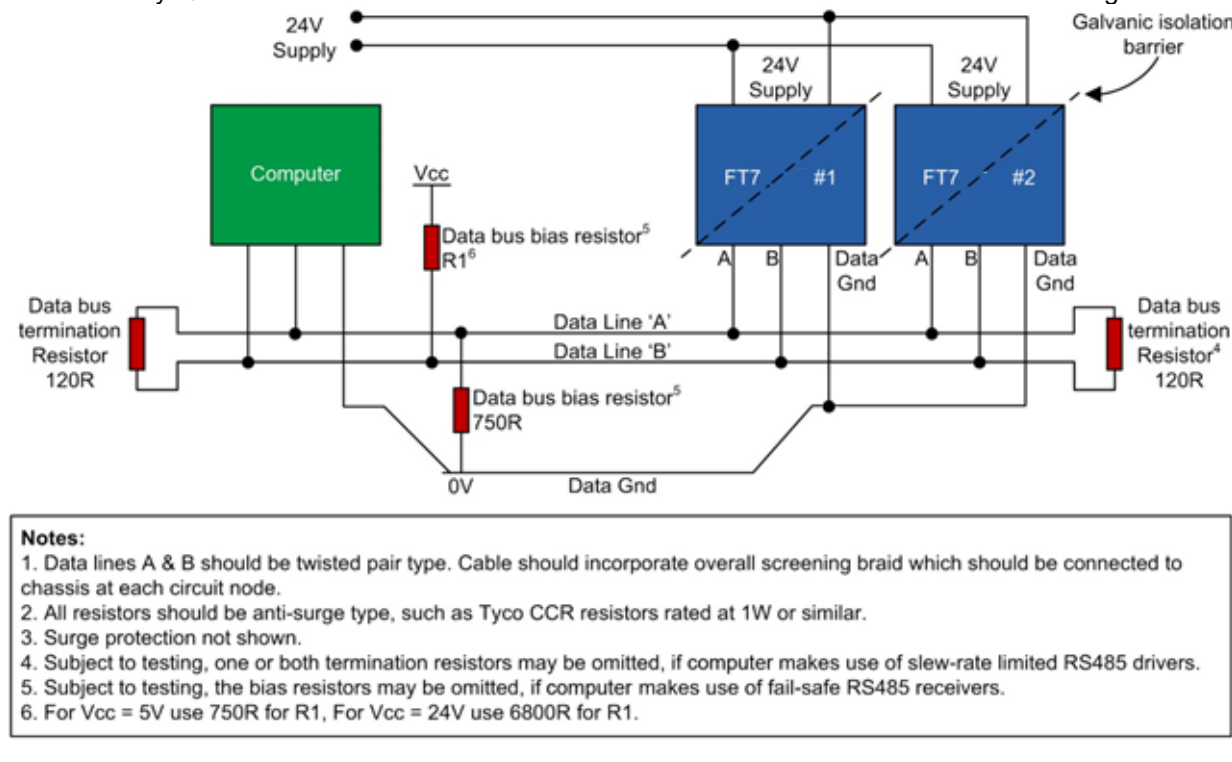 24V
Supply
Galvanic isolation
barrier
24V
Supply
24V
Supply
Computer
Vcc
FT7 #1
FT7 #2
Data bus bias resistor⁵
R1⁶
A B Data
Gnd
A B Data
Gnd
Data bus
termination
Resistor
120R
Data Line ‘A’
Data Line ‘B’
Data bus
termination
Resistor⁴
120R
Data bus bias resistor⁵
750R
0V Data Gnd
Notes:
1. Data lines A & B should be twisted pair type. Cable should incorporate overall screening braid which should be connected to
chassis at each circuit node.
2. All resistors should be anti-surge type, such as Tyco CCR resistors rated at 1W or similar.
3. Surge protection not shown.
4. Subject to testing, one or both termination resistors may be omitted, if computer makes use of slew-rate limited RS485 drivers.
5. Subject to testing, the bias resistors may be omitted, if computer makes use of fail-safe RS485 receivers.
6. For Vcc = 5V use 750R for R1, For Vcc = 24V use 6800R for R1.